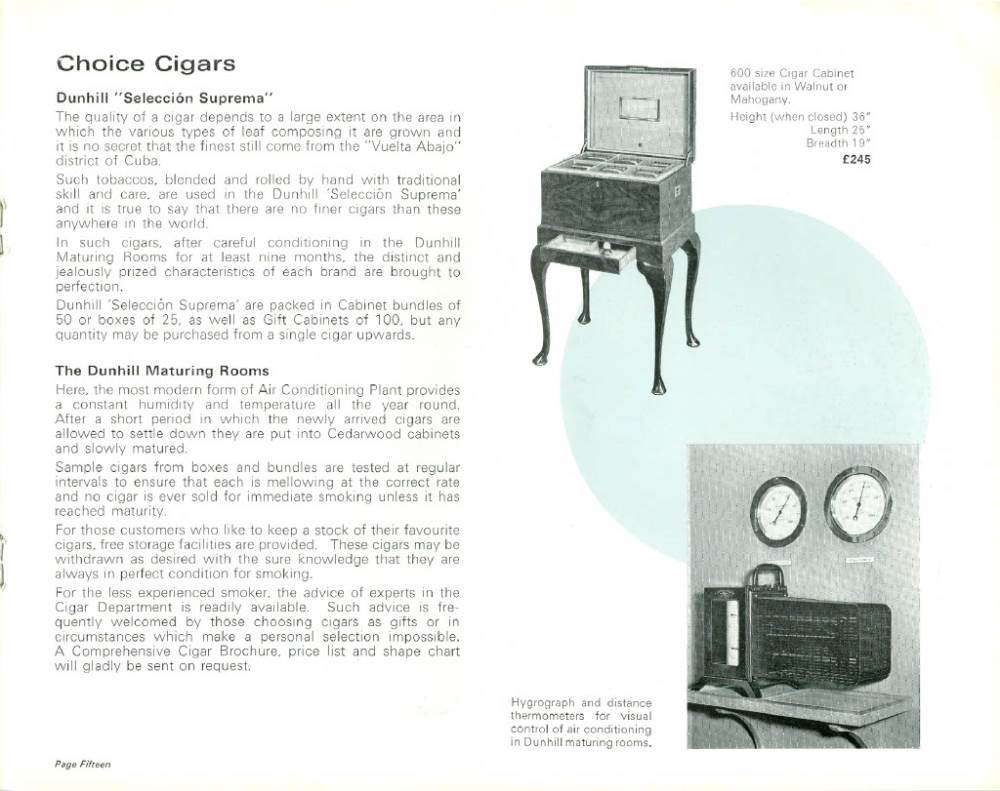 Choice Cigars
Dunhill "Selección Suprema"
The quality of a cigar depends to a large extent on the area in
which the various types of leaf composing it are grown and
it is no secret that the finest still come from the "Vuelta Abajo"
district of Cuba.
Such tobaccos, blended and rolled by hand with traditional
skill and care, are used in the Dunhill 'Selección Suprema'
and it is true to say that there are no finer cigars than these
anywhere in the world.
In such cigars, after careful conditioning in the Dunhill
Maturing Rooms for at least nine months, the distinct and
jealously prized characteristics of each brand are brought to
perfection.
Dunhill 'Selección Suprema' are packed in Cabinet bundles of
50 or boxes of 25, as well as Gift Cabinets of 100, but any
quantity may be purchased from a single cigar upwards.
The Dunhill Maturing Rooms
Here, the most modern form of Air Conditioning Plant provides
a constant humidity and temperature all the year round.
After a short period in which the newly arrived cigars are
allowed to settle down they are put into Cedarwood cabinets
and slowly matured.
Sample cigars from boxes and bundles are tested at regular
intervals to ensure that each is mellowing at the correct rate
and no cigar is ever sold for immediate smoking unless it has
reached maturity.
For those customers who like to keep a stock of their favourite
cigars, free storage facilities are provided. These cigars may be
withdrawn as desired with the sure knowledge that they are
always in perfect condition for smoking.
For the less experienced smoker, the advice of experts in the
Cigar Department is readily available. Such advice is fre-
quently welcomed by those choosing cigars as gifts or in
circumstances which make a personal selection impossible.
A Comprehensive Cigar Brochure, price list and shape chart
will gladly be sent on request.
Page Fifteen
600 size Cigar Cabinet
available in Walnut or
Mahogany.
Height (when closed) 36"
Length 25"
Breadth 19"
£245
Hygrograph and distance
thermometers for visual
control of air conditioning
in Dunhill maturing rooms.